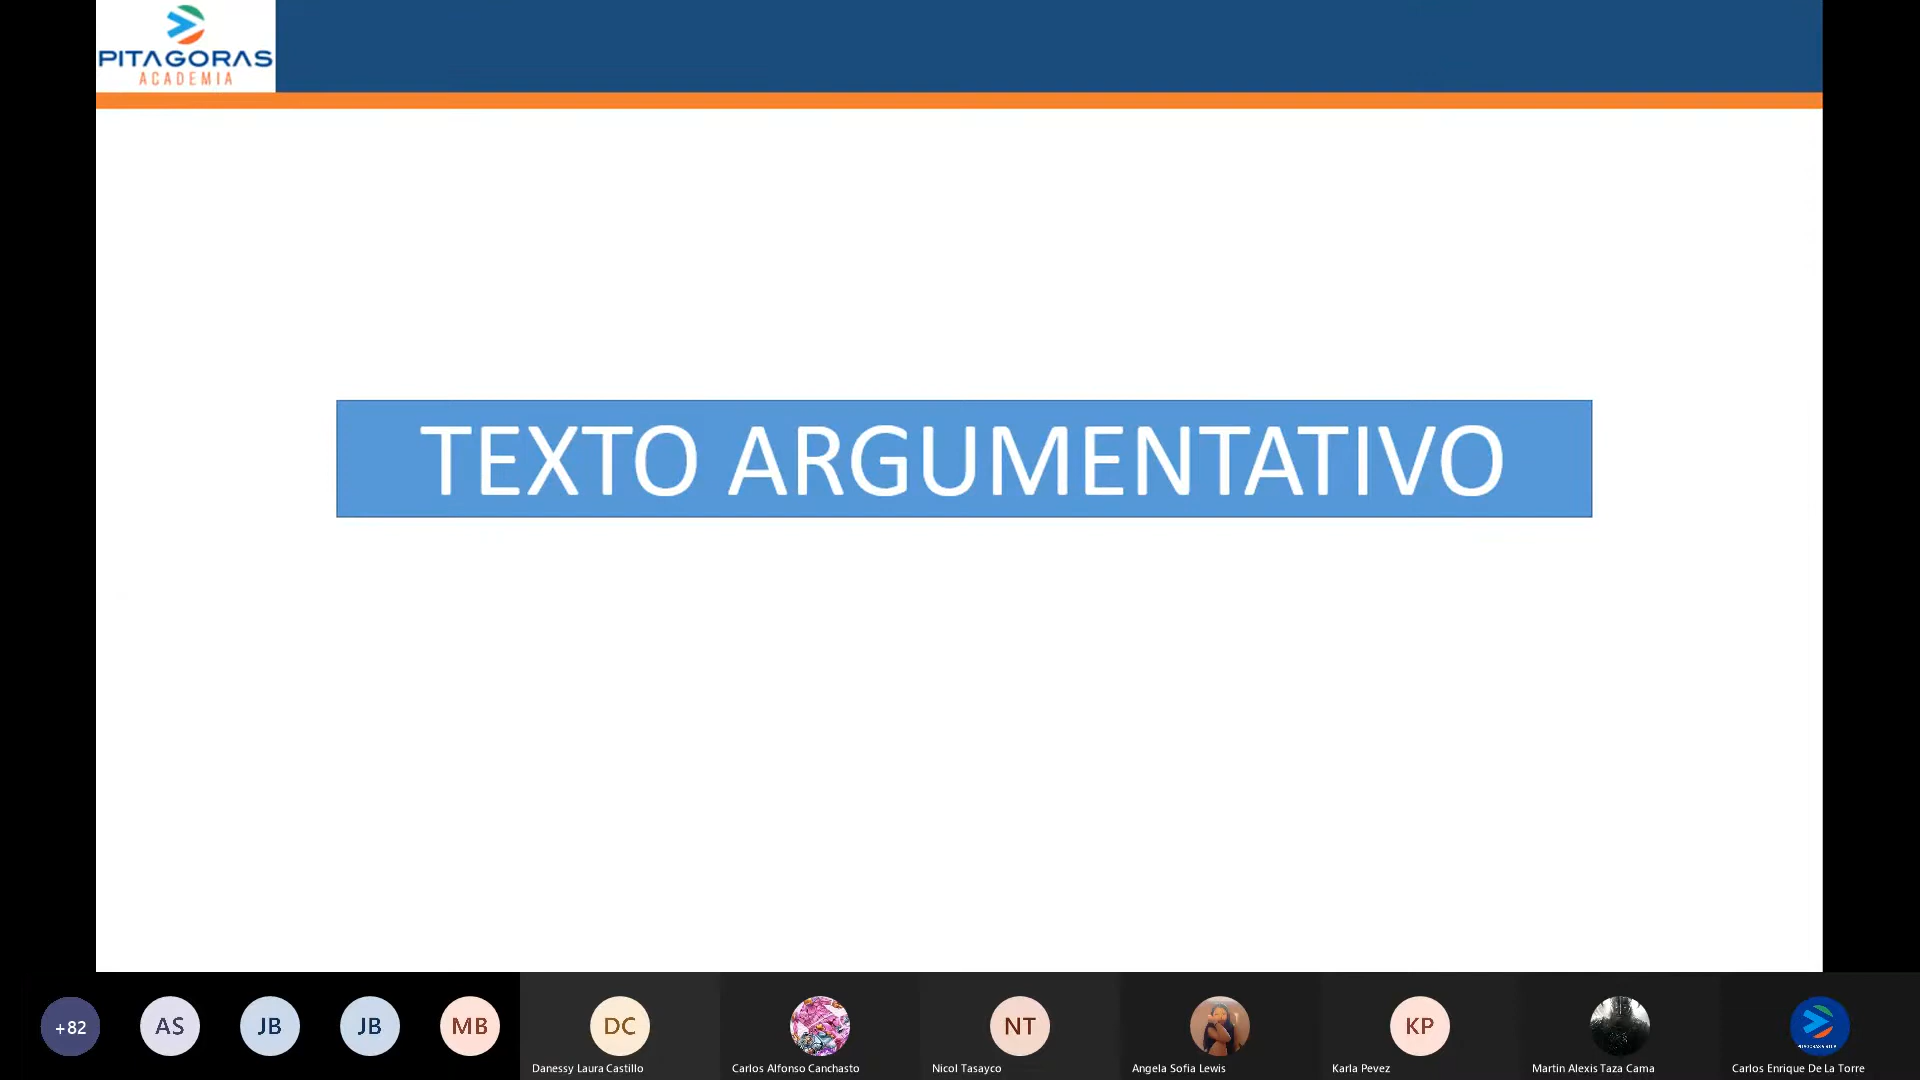 PITAGORAS
ACADEMIA
TEXTO ARGUMENTATIVO
+82
AS
JB
JB
MB
DC
NT
KP
Danessy Laura Castillo
Carlos Alfonso Canchasto
Nicol Tasayco
Angela Sofia Lewis
Karla Pevez
Martin Alexis Taza Cama
Carlos Enrique De La Torre